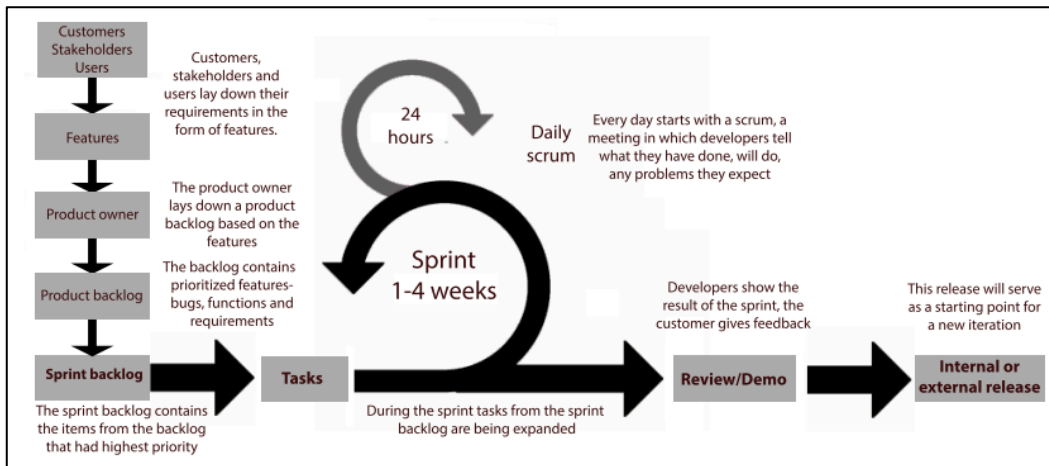 Customers
Stakeholders
Users
Customers,
stakeholders and
users lay down their
requirements in the
form of features.
Features
Product owner
The product owner
lays down a product
backlog based on the
features
Product backlog
The backlog contains
prioritized features-
bugs, functions and
requirements
Sprint backlog
The sprint backlog contains
the items from the backlog
that had highest priority
Tasks
24
hours
Daily
scrum
Every day starts with a scrum, a
meeting in which developers tell
what they have done, will do,
any problems they expect
Sprint
1-4 weeks
During the sprint tasks from the sprint
backlog are being expanded
Developers show the
result of the sprint, the
customer gives feedback
Review/Demo
This release will serve
as a starting point for
a new iteration
Internal or
external release